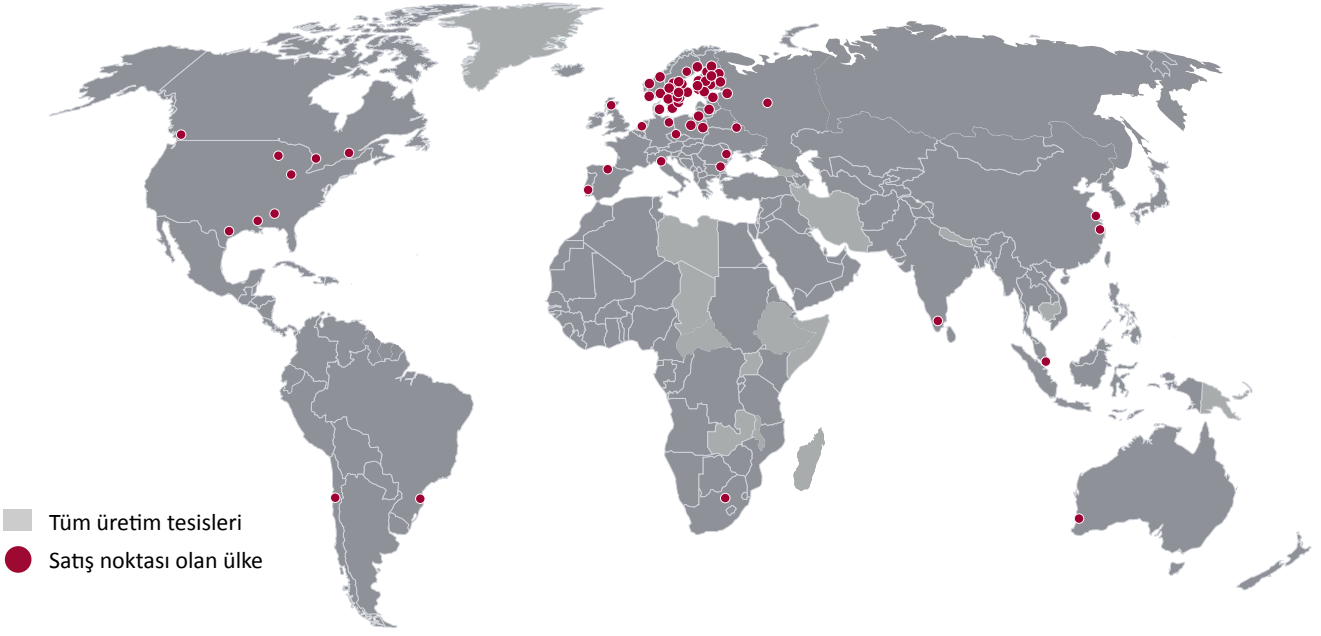 Tüm üretim tesisleri
Satış noktası olan ülke